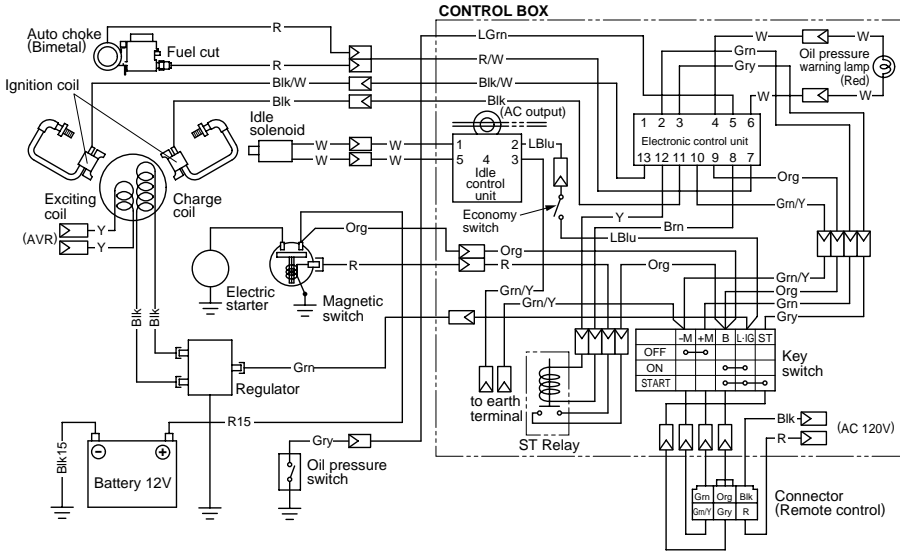 CONTROL BOX
Auto choke
(Bimetal)
Fuel cut
R
R
LGrn
R/W
W
W
Grn
Gry
Oil pressure
warning lamp
(Red)
Ignition coil
Blk/W
Blk/W
Blk
Blk
W
W
Idle
solenoid
(AC output)
W
W
W
W
1
2
5
4
3
Idle
control
unit
LBlu
1 2 3 4 5 6
Electronic control unit
13 12 11 10 9 8 7
Exciting
coil
Charge
coil
(AVR)
Y
Y
Economy
switch
LBlu
Y
Brn
Org
Grn/Y
Org
R
Org
R
Org
Electric
starter
Magnetic
switch
Grn/Y
Grn/Y
Grn/Y
Org
Grn
Gry
Blk
Blk
Regulator
Grn
to earth
terminal
ST Relay
-M +M B L·IG ST
OFF
ON
START
Key
switch
R15
Blk15
Battery 12V
Gry
Oil pressure
switch
Blk
R
(AC 120V)
Grn Org Blk
Grn/Y Gry R
Connector
(Remote control)